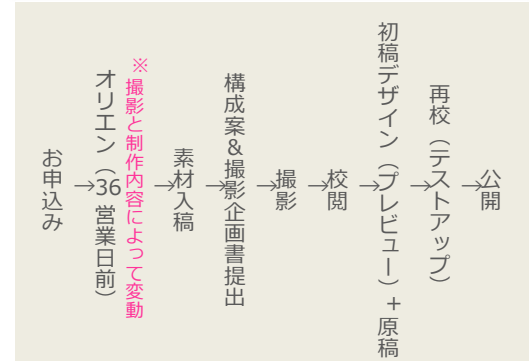 お申込み
→
オリエン（36営業日前）
※撮影と制作内容によって変動
→
素材入稿
→
構成案&撮影企画書提出
→
撮影
→
校閲
→
初稿デザイン（プレビュー）+原稿
→
再校（テストアップ）
→
公開